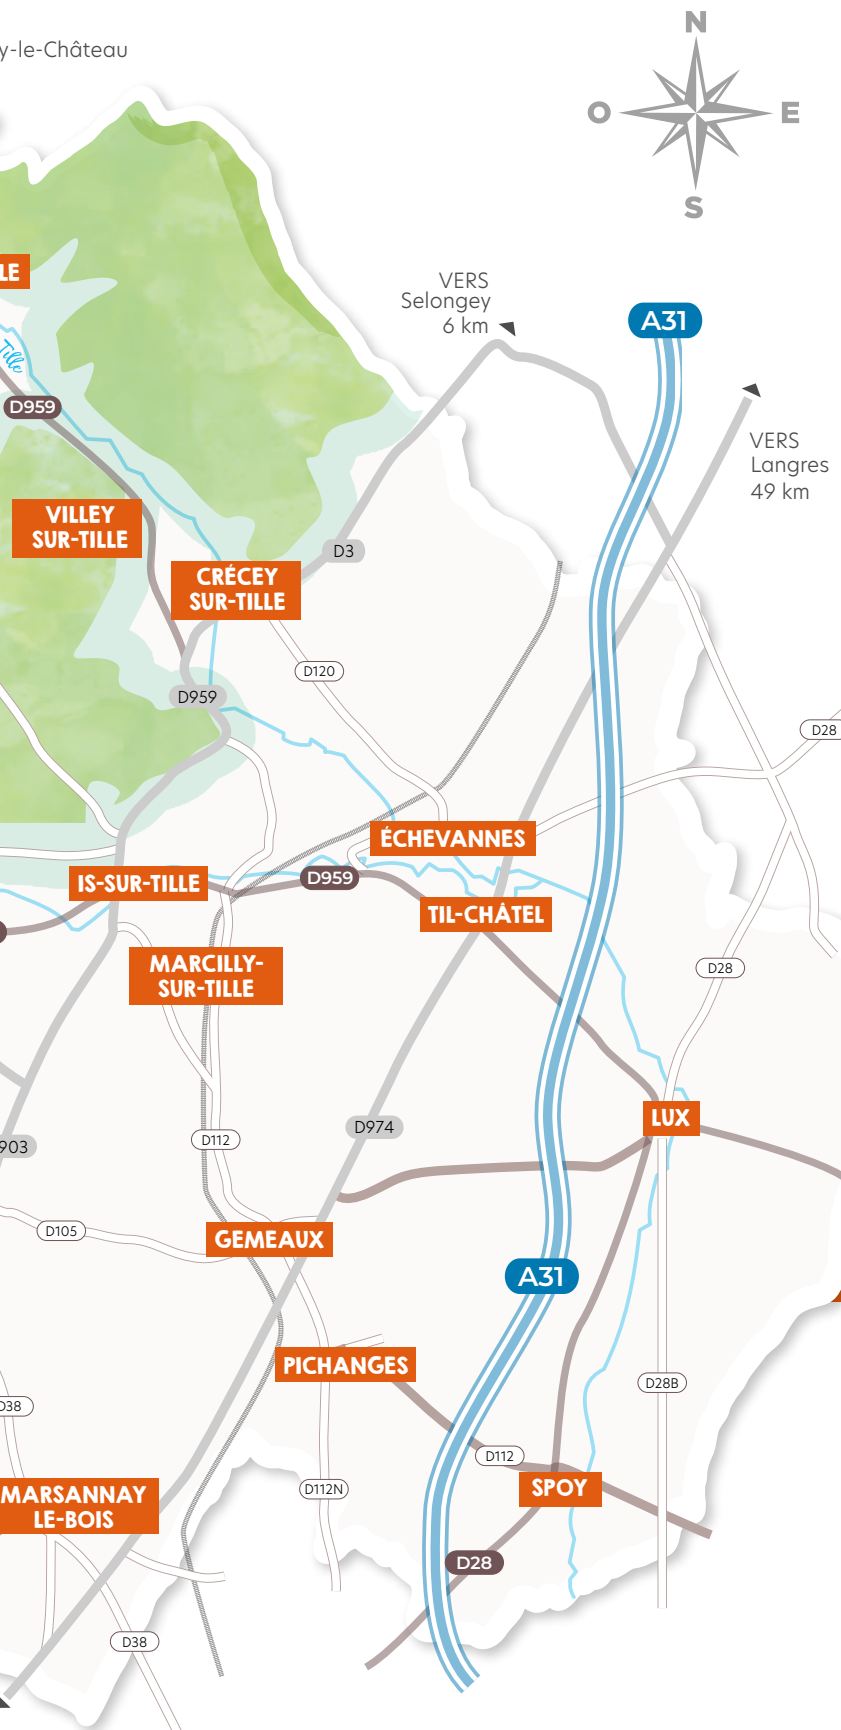 N
y-le-Château
O
E
S
LE
VERS
Selongey
6 km
A31
Tille
D959
VERS
Langres
49 km
VILLEY
SUR-TILLE
D3
CRÉCEY
SUR-TILLE
D120
D959
D28
ÉCHEVANNES
IS-SUR-TILLE
D959
TIL-CHÂTEL
MARCILLY-
SUR-TILLE
D28
LUX
D974
D112
903
D105
GEMEAUX
A31
PICHANGES
D28B
D38
D112
D112N
SPOY
MARSANNAY
LE-BOIS
D28
D38